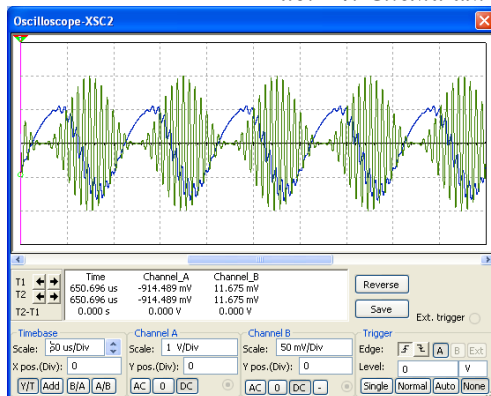 Oscilloscope-XSC2
Time Channel_A Channel_B
T1 650.696 us -914.489 mV 11.675 mV
T2 650.696 us -914.489 mV 11.675 mV
T2-T1 0.000 s 0.000 V 0.000 V
Reverse
Save
Ext. trigger
Timebase
Scale: 50 us/Div
X pos.(Div): 0
Y/T Add B/A A/B
Channel A
Scale: 1 V/Div
Y pos.(Div): 0
AC 0 DC
Channel B
Scale: 50 mV/Div
Y pos.(Div): 0
AC 0 DC -
Trigger
Edge: A B Ext
Level: 0 V
Single Normal Auto None